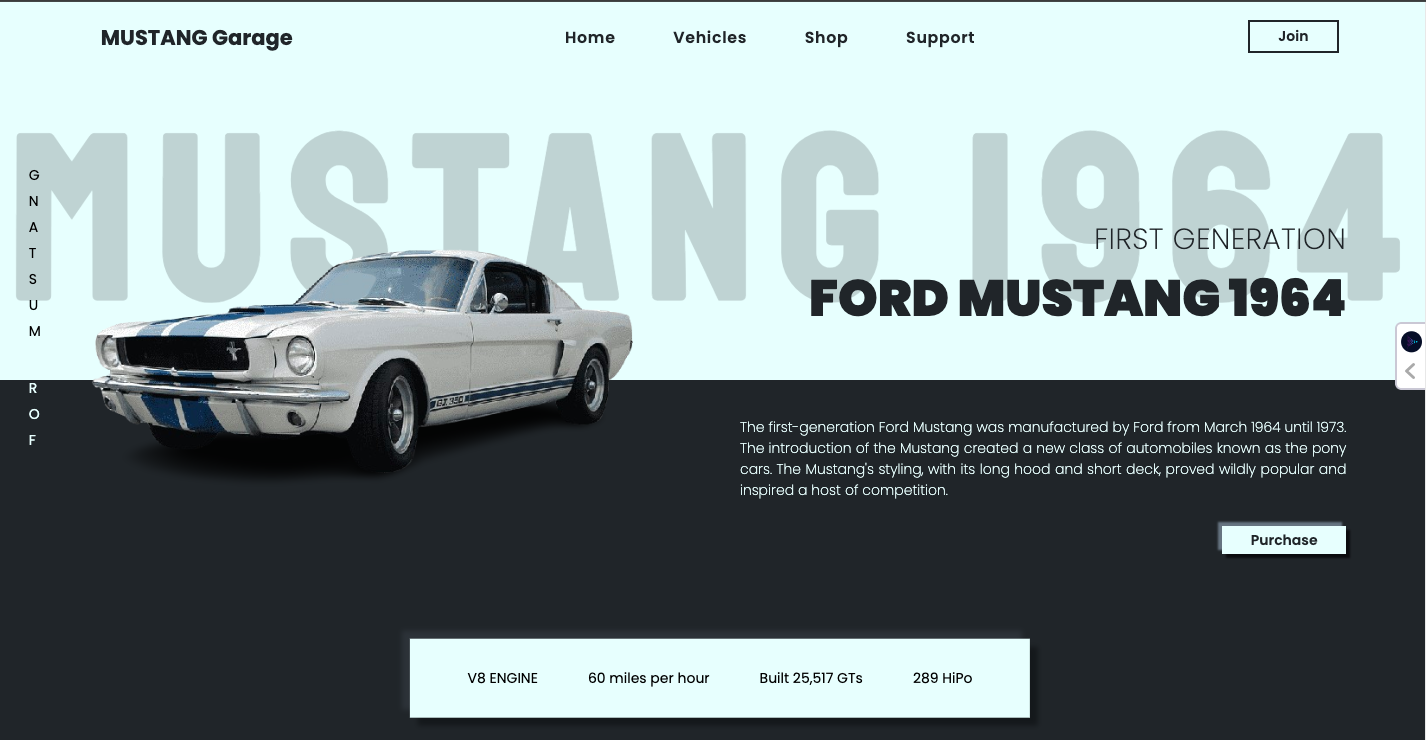 MUSTANG Garage
Home
Vehicles
Shop
Support
Join
MUSTANG 1964
G
N
A
T
S
U
M
R
O
F
FIRST GENERATION
FORD MUSTANG 1964
GT 350
The first-generation Ford Mustang was manufactured by Ford from March 1964 until 1973.
The introduction of the Mustang created a new class of automobiles known as the pony
cars. The Mustang's styling, with its long hood and short deck, proved wildly popular and
inspired a host of competition.
Purchase
V8 ENGINE
60 miles per hour
Built 25,517 GTs
289 HiPo